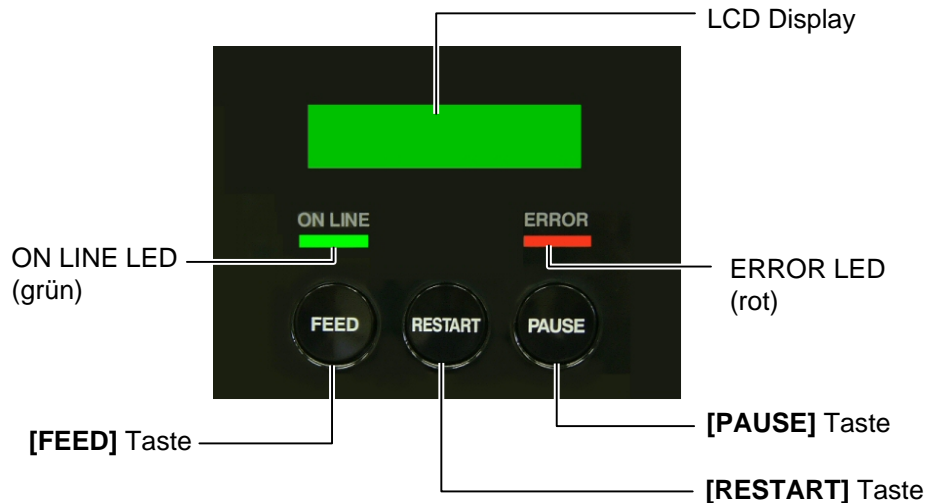 LCD Display
ON LINE
ERROR
ON LINE LED
(grün)
ERROR LED
(rot)
FEED
RESTART
PAUSE
[FEED] Taste
[PAUSE] Taste
[RESTART] Taste